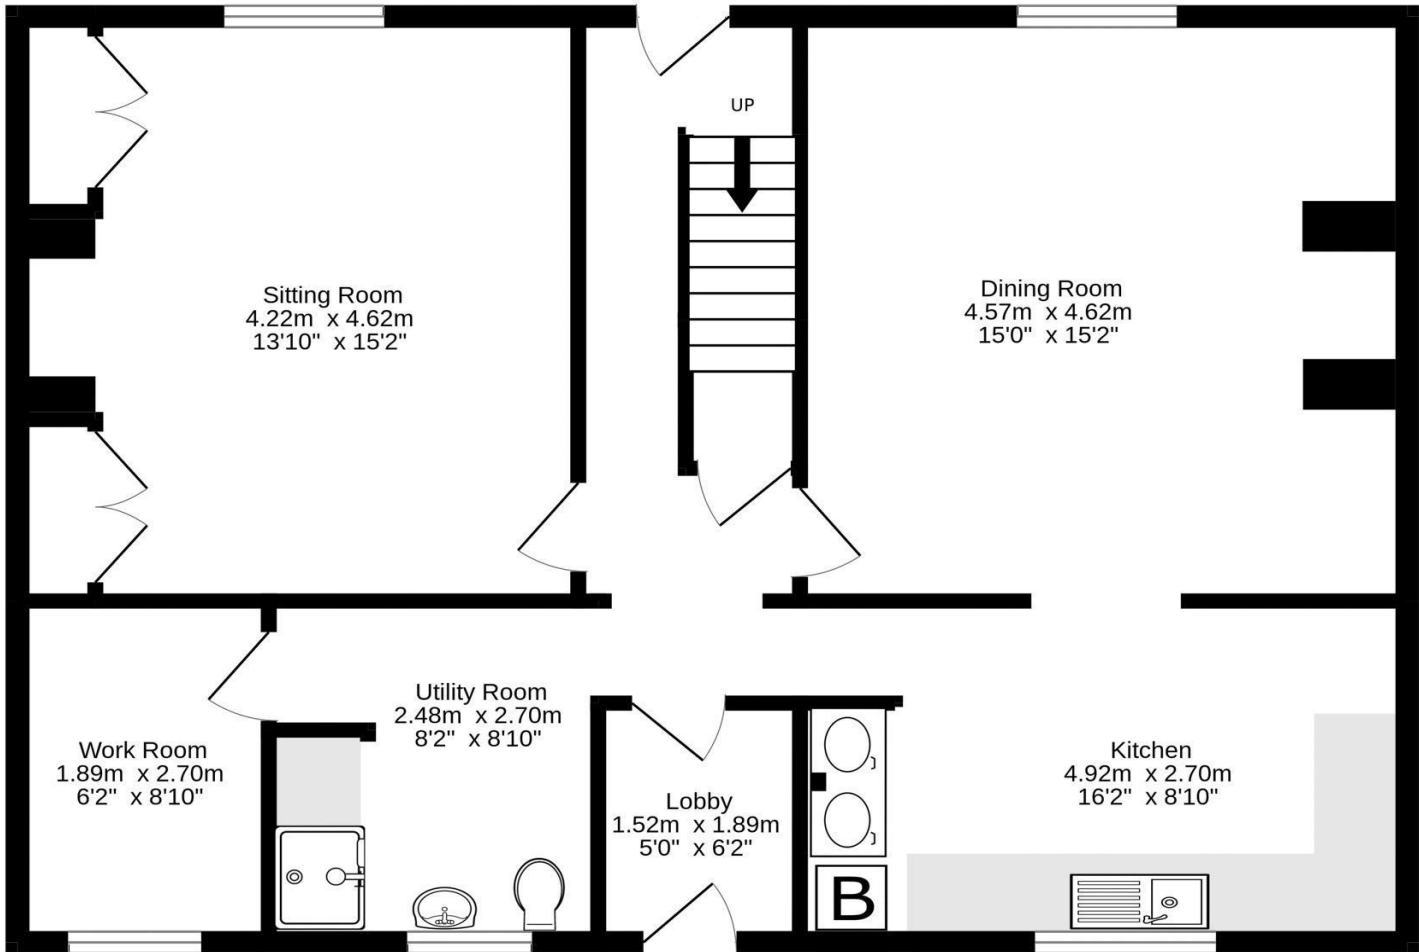 UP
Sitting Room
4.22m x 4.62m
13'10" x 15'2"
Dining Room
4.57m x 4.62m
15'0" x 15'2"
Utility Room
2.48m x 2.70m
8'2" x 8'10"
Work Room
1.89m x 2.70m
6'2" x 8'10"
Lobby
1.52m x 1.89m
5'0" x 6'2"
Kitchen
4.92m x 2.70m
16'2" x 8'10"
B